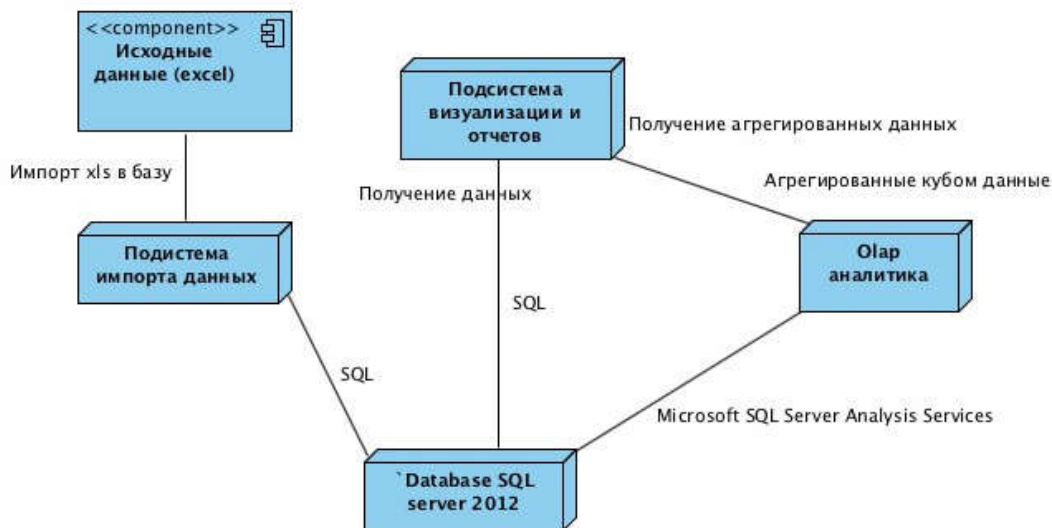 <<component>>
Исходные
данные (excel)
Подсистема
визуализации и
отчетов
Получение агрегированных данных
Импорт xls в базу
Получение данных
Агрегированные кубом данные
Подистема
импорта данных
Olap
аналитика
SQL
SQL
Microsoft SQL Server Analysis Services
`Database SQL
server 2012